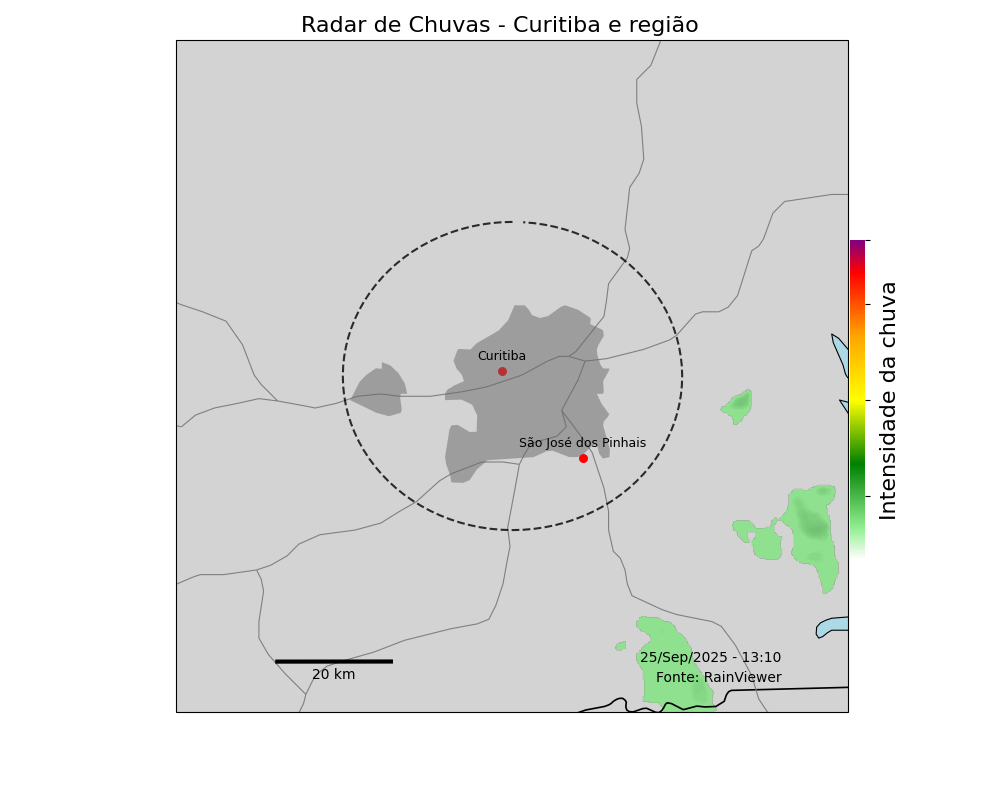 Radar de Chuvas - Curitiba e região
Curitiba
São José dos Pinhais
Intensidade da chuva
25/Sep/2025 - 13:10
Fonte: RainViewer
20 km